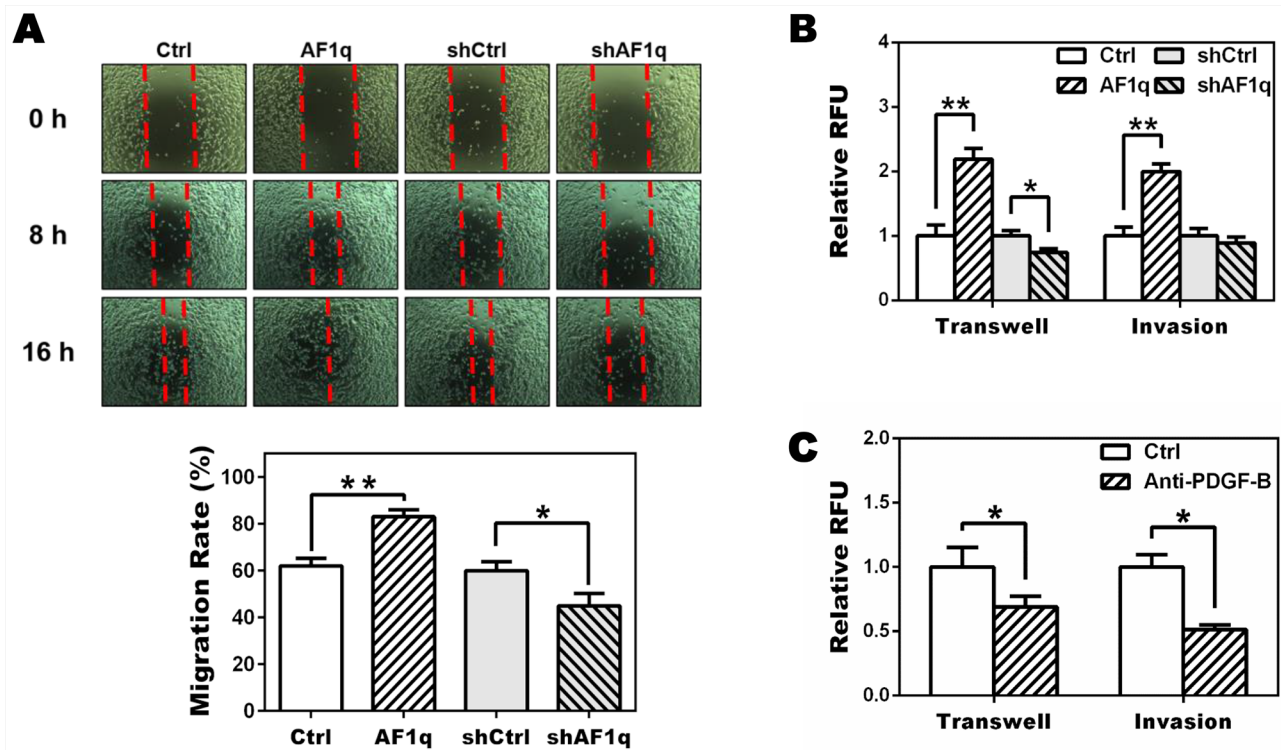 A
Ctrl AF1q shCtrl shAF1q
0 h
8 h
16 h
Migration Rate (%)
100
80
60
40
20
0
** *
Ctrl AF1q shCtrl shAF1q
B
Relative RFU
4
3
2
1
0
Ctrl shCtrl
AF1q shAF1q
** * **
Transwell Invasion
C
Relative RFU
2.0
1.5
1.0
0.5
0.0
Ctrl
Anti-PDGF-B
* *
Transwell Invasion